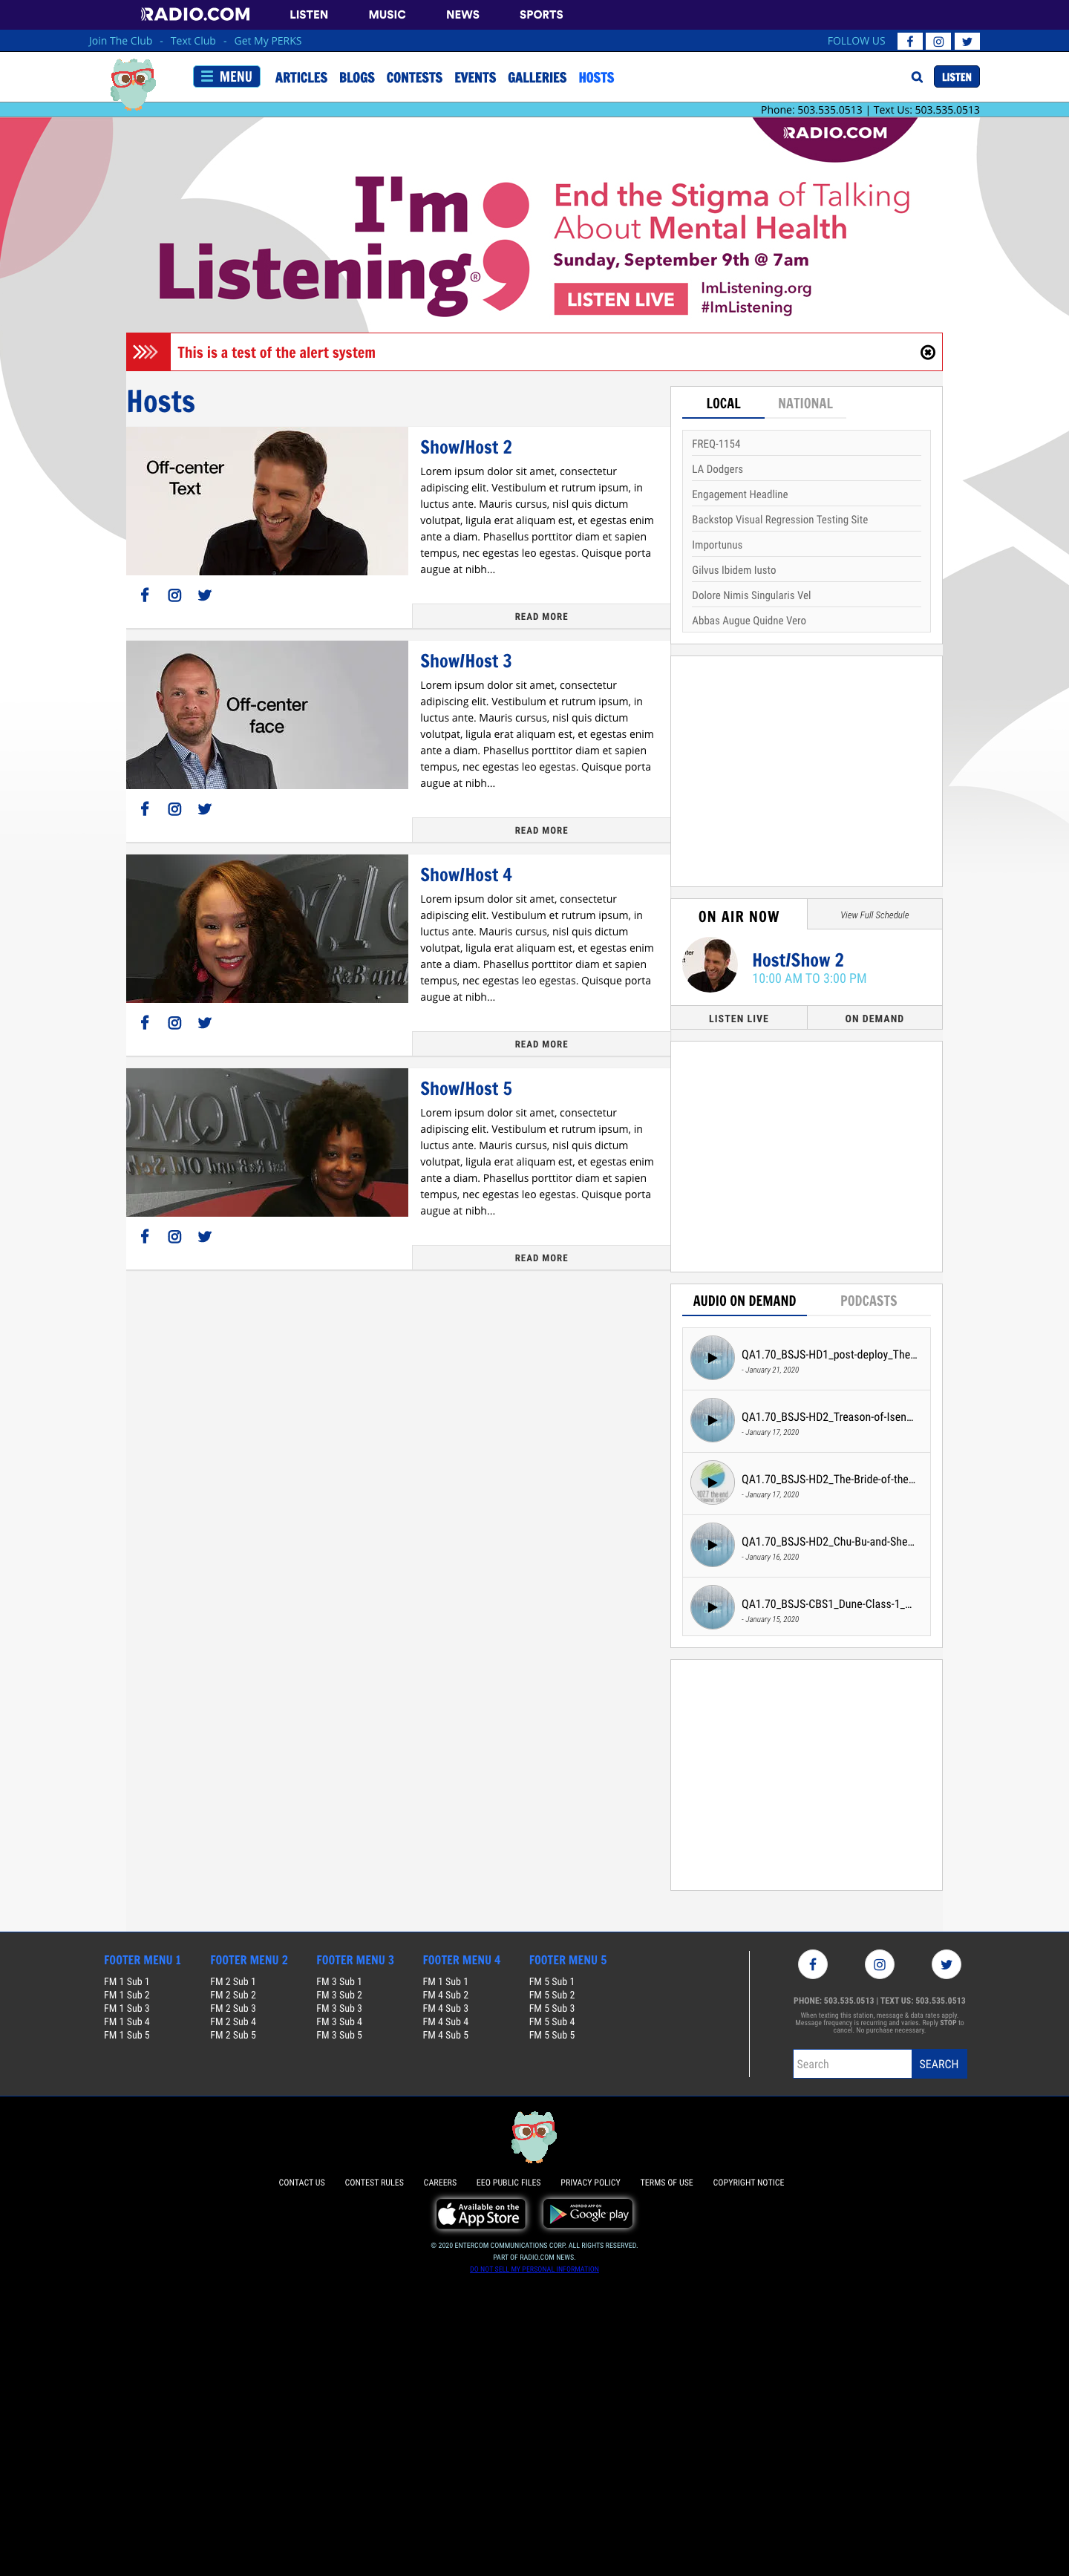 RADIO.COM LISTEN MUSIC NEWS SPORTS
Join The Club - Text Club - Get My PERKS FOLLOW US
MENU ARTICLES BLOGS CONTESTS EVENTS GALLERIES HOSTS LISTEN
Phone: 503.535.0513 | Text Us: 503.535.0513
RADIO.COM
I'm
Listening®
End the Stigma of Talking
About Mental Health
Sunday, September 9th @ 7am
LISTEN LIVE
ImListening.org
#ImListening
This is a test of the alert system
Hosts
Off-center
Text
Show/Host 2
Lorem ipsum dolor sit amet, consectetur
adipiscing elit. Vestibulum et rutrum ipsum, in
luctus ante. Mauris cursus, nisl quis dictum
volutpat, ligula erat aliquam est, et egestas enim
ante a diam. Phasellus porttitor diam et sapien
tempus, nec egestas leo egestas. Quisque porta
augue at nibh...
READ MORE
Off-center
face
Show/Host 3
Lorem ipsum dolor sit amet, consectetur
adipiscing elit. Vestibulum et rutrum ipsum, in
luctus ante. Mauris cursus, nisl quis dictum
volutpat, ligula erat aliquam est, et egestas enim
ante a diam. Phasellus porttitor diam et sapien
tempus, nec egestas leo egestas. Quisque porta
augue at nibh...
READ MORE
R&B and
Show/Host 4
Lorem ipsum dolor sit amet, consectetur
adipiscing elit. Vestibulum et rutrum ipsum, in
luctus ante. Mauris cursus, nisl quis dictum
volutpat, ligula erat aliquam est, et egestas enim
ante a diam. Phasellus porttitor diam et sapien
tempus, nec egestas leo egestas. Quisque porta
augue at nibh...
READ MORE
Show/Host 5
Lorem ipsum dolor sit amet, consectetur
adipiscing elit. Vestibulum et rutrum ipsum, in
luctus ante. Mauris cursus, nisl quis dictum
volutpat, ligula erat aliquam est, et egestas enim
ante a diam. Phasellus porttitor diam et sapien
tempus, nec egestas leo egestas. Quisque porta
augue at nibh...
READ MORE
LOCAL NATIONAL
FREQ-1154
LA Dodgers
Engagement Headline
Backstop Visual Regression Testing Site
Importunus
Gilvus Ibidem Iusto
Dolore Nimis Singularis Vel
Abbas Augue Quidne Vero
ON AIR NOW View Full Schedule
Host/Show 2
10:00 AM TO 3:00 PM
LISTEN LIVE ON DEMAND
AUDIO ON DEMAND PODCASTS
QA1.70_BSJS-HD1_post-deploy_The...
- January 21, 2020
QA1.70_BSJS-HD2_Treason-of-Isen...
- January 17, 2020
QA1.70_BSJS-HD2_The-Bride-of-the...
- January 17, 2020
QA1.70_BSJS-HD2_Chu-Bu-and-She...
- January 16, 2020
QA1.70_BSJS-CBS1_Dune-Class-1_...
- January 15, 2020
FOOTER MENU 1 FOOTER MENU 2 FOOTER MENU 3 FOOTER MENU 4 FOOTER MENU 5
FM 1 Sub 1 FM 2 Sub 1 FM 3 Sub 1 FM 1 Sub 1 FM 5 Sub 1
FM 1 Sub 2 FM 2 Sub 2 FM 3 Sub 2 FM 4 Sub 2 FM 5 Sub 2
FM 1 Sub 3 FM 2 Sub 3 FM 3 Sub 3 FM 4 Sub 3 FM 5 Sub 3
FM 1 Sub 4 FM 2 Sub 4 FM 3 Sub 4 FM 4 Sub 4 FM 5 Sub 4
FM 1 Sub 5 FM 2 Sub 5 FM 3 Sub 5 FM 4 Sub 5 FM 5 Sub 5
PHONE: 503.535.0513 | TEXT US: 503.535.0513
When texting this station, message & data rates apply.
Message frequency is recurring and varies. Reply STOP to
cancel. No purchase necessary.
Search SEARCH
CONTACT US CONTEST RULES CAREERS EEO PUBLIC FILES PRIVACY POLICY TERMS OF USE COPYRIGHT NOTICE
Available on the
App Store
ANDROID APP ON
Google play
© 2020 ENTERCOM COMMUNICATIONS CORP. ALL RIGHTS RESERVED.
PART OF RADIO.COM NEWS.
DO NOT SELL MY PERSONAL INFORMATION